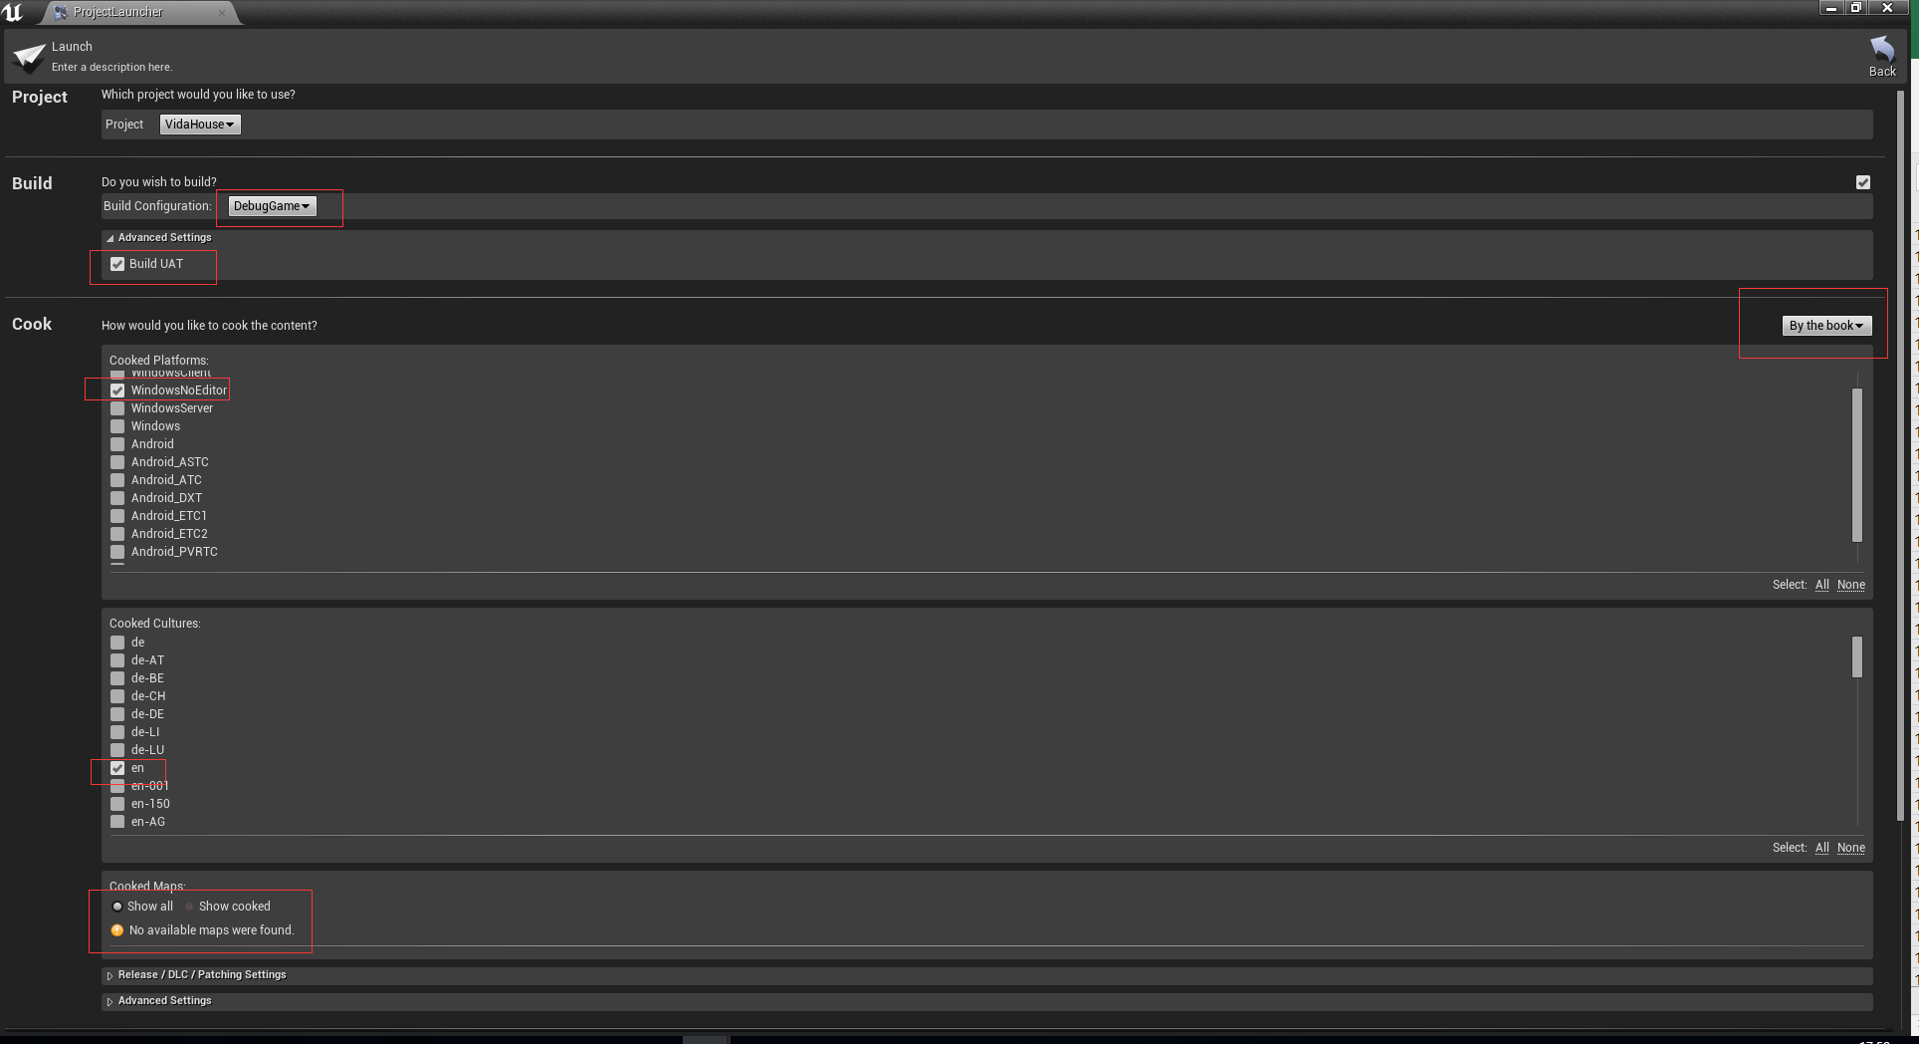 ProjectLauncher
Launch
Enter a description here.
Back
Project
Which project would you like to use?
Project VidaHouse
Build
Do you wish to build?
Build Configuration: DebugGame
Advanced Settings
Build UAT
Cook
How would you like to cook the content?
By the book
Cooked Platforms:
WindowsClient
WindowsNoEditor
WindowsServer
Windows
Android
Android_ASTC
Android_ATC
Android_DXT
Android_ETC1
Android_ETC2
Android_PVRTC
Select: All None
Cooked Cultures:
de
de-AT
de-BE
de-CH
de-DE
de-LI
de-LU
en
en-001
en-150
en-AG
Select: All None
Cooked Maps:
Show all Show cooked
No available maps were found.
Release / DLC / Patching Settings
Advanced Settings